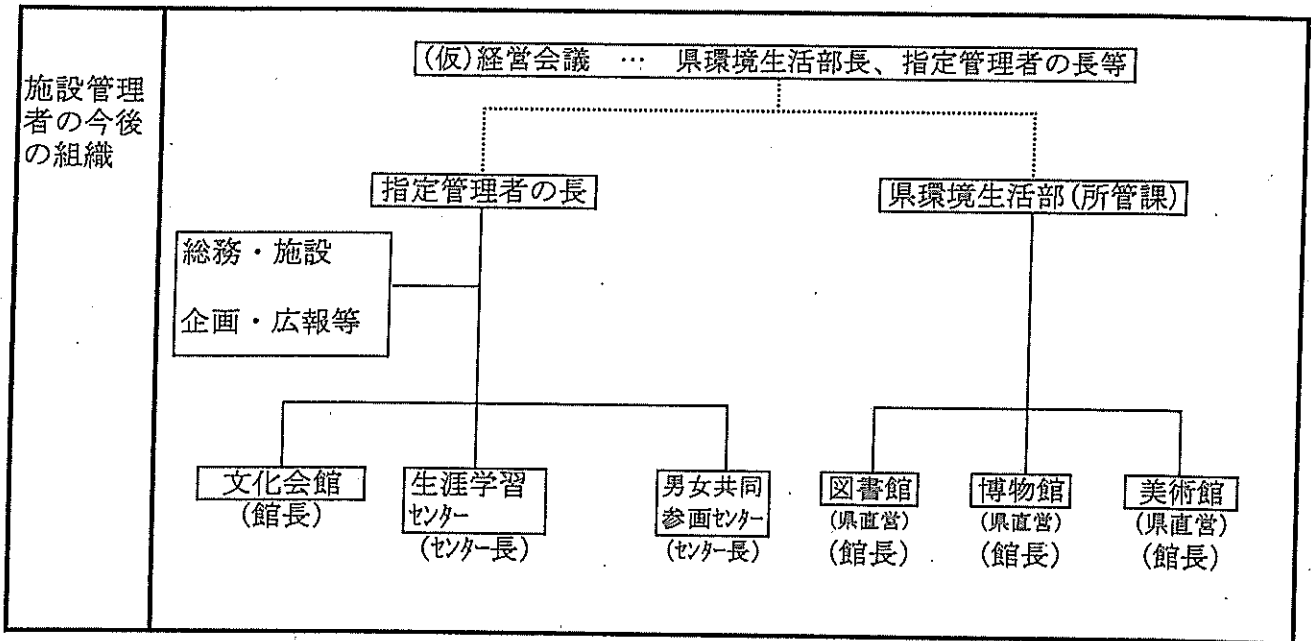 施設管理
者の今後
の組織
(仮)経営会議 … 県環境生活部長、指定管理者の長等
指定管理者の長
県環境生活部(所管課)
総務・施設
企画・広報等
文化会館
(館長)
生涯学習
センター
(センター長)
男女共同
参画センター
(センター長)
図書館
(県直営)
(館長)
博物館
(県直営)
(館長)
美術館
(県直営)
(館長)